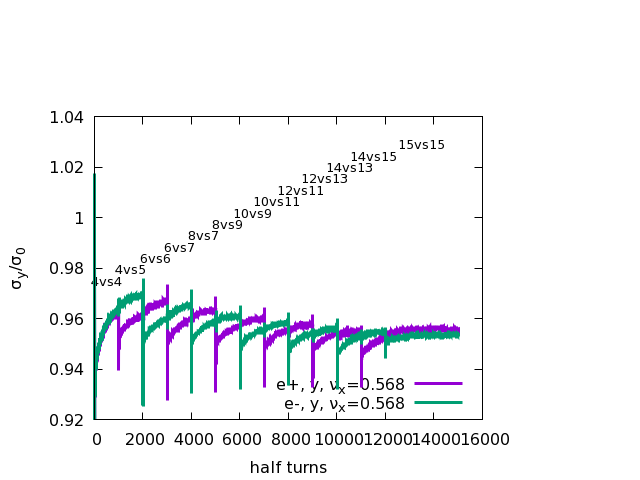 1.04
1.02
1
0.98
0.96
0.94
0.92
σy/σ0
15vs15
14vs15
14vs13
12vs13
12vs11
10vs11
10vs9
8vs9
8vs7
6vs7
6vs6
4vs5
4vs4
e+, y, νx=0.568
e-, y, νx=0.568
0 2000 4000 6000 8000 10000 12000 14000 16000
half turns